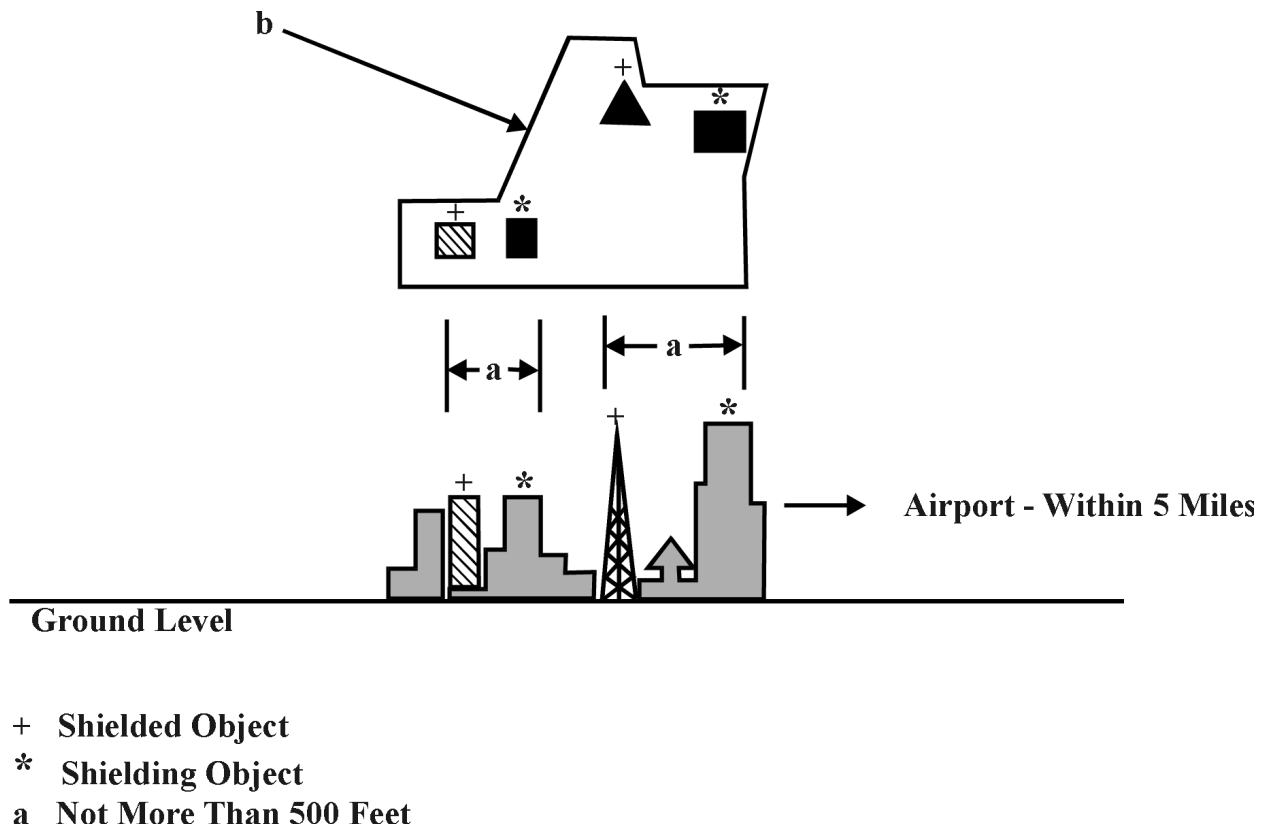 b
+
*
+
*
a
a
+
*
+
*
Airport - Within 5 Miles
Ground Level
+ Shielded Object
* Shielding Object
a Not More Than 500 Feet